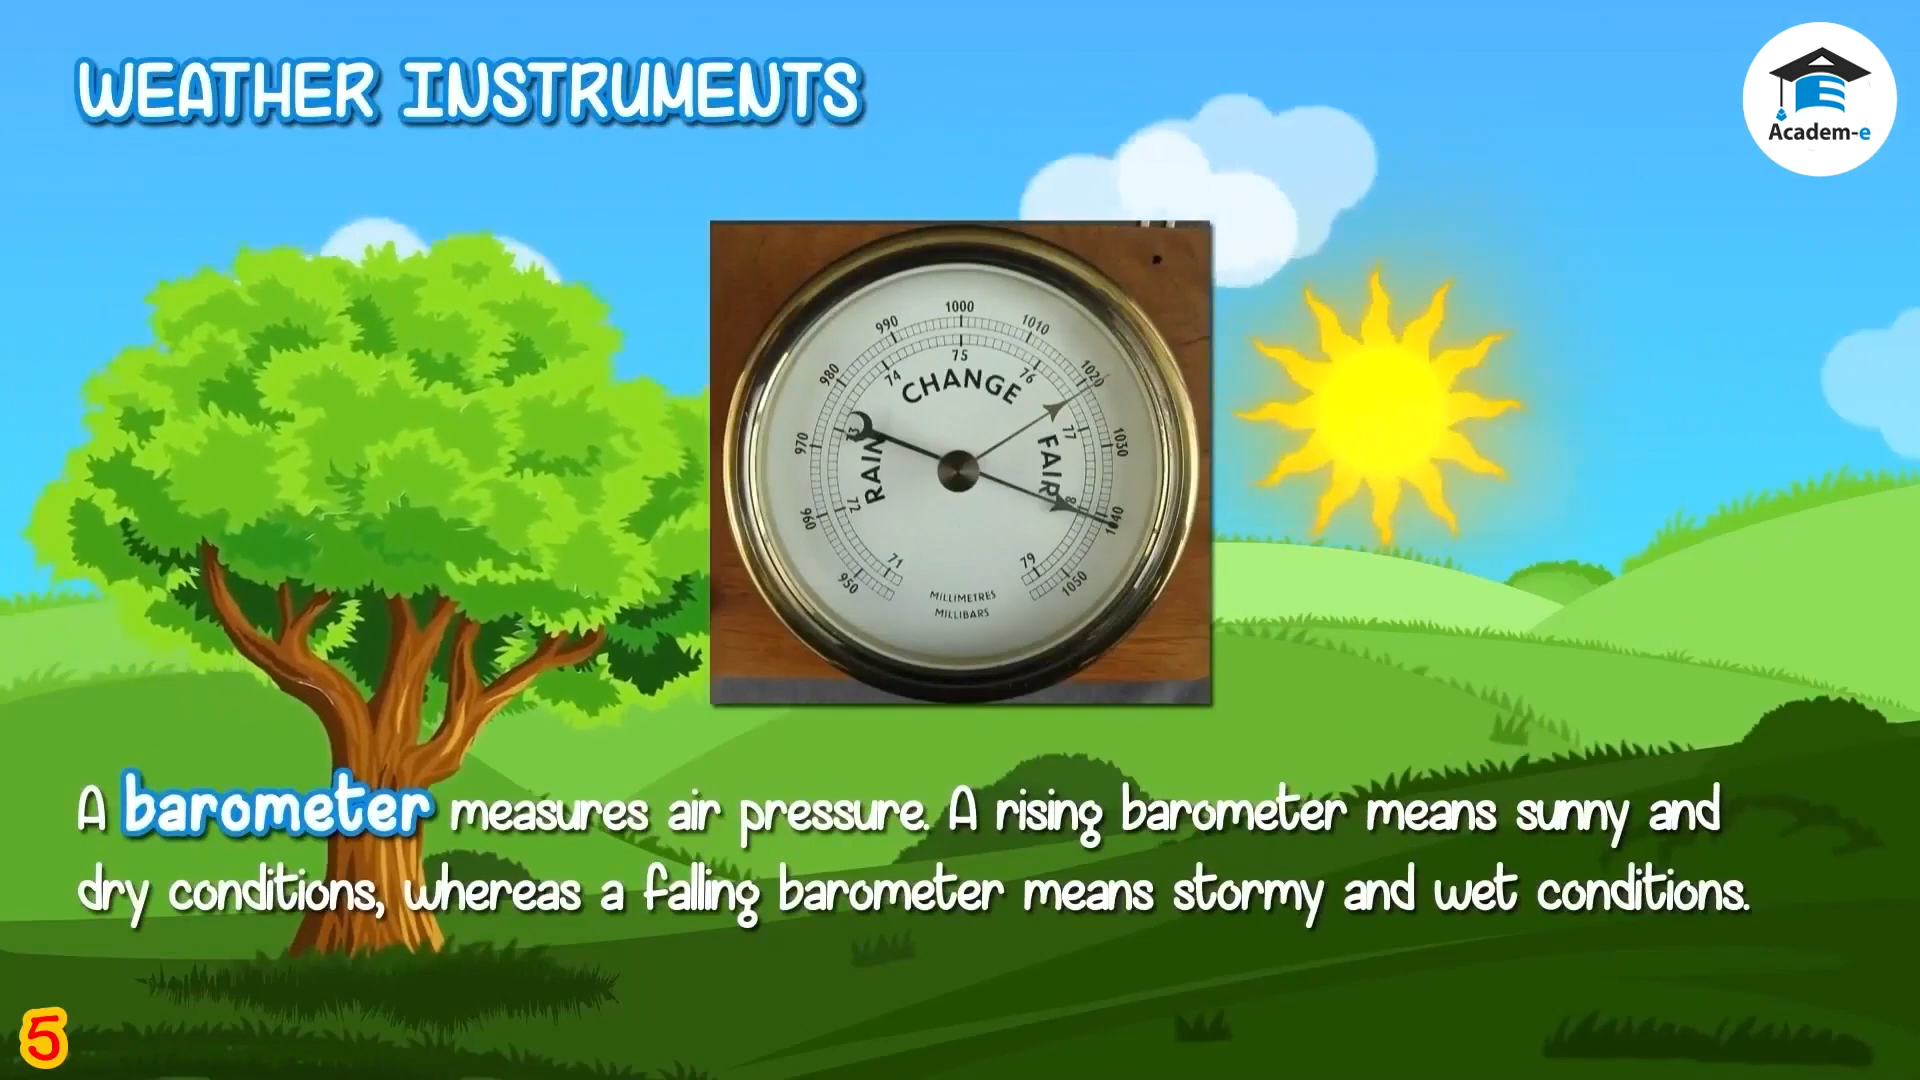 WEATHER INSTRUMENTS
Academ-e
1000
990
1010
980
1020
970
1030
960
1040
950
1050
75
74
76
73
77
72
71
79
CHANGE
RAIN
FAIR
MILLIMETRES
MILLIBARS
A barometer measures air pressure. A rising barometer means sunny and
dry conditions, whereas a falling barometer means stormy and wet conditions.
5